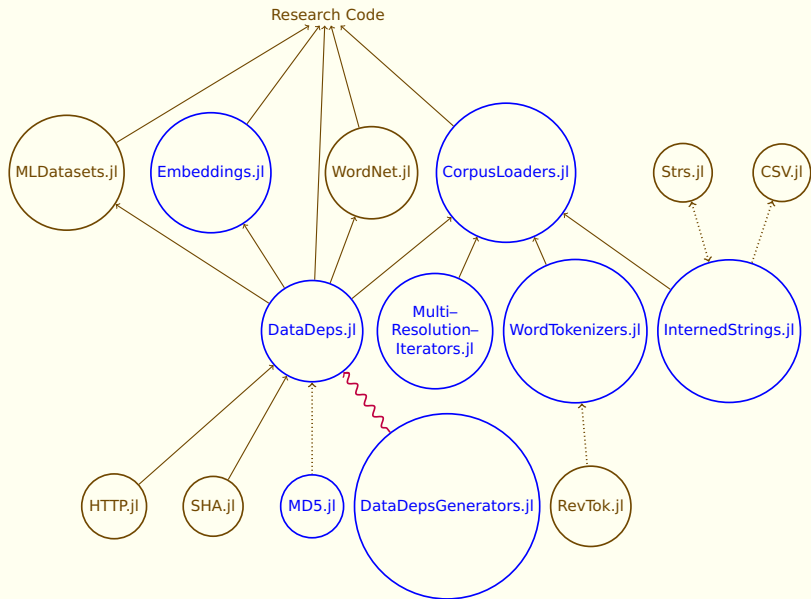 Research Code
MLDatasets.jl
Embeddings.jl
WordNet.jl
CorpusLoaders.jl
Strs.jl
CSV.jl
DataDeps.jl
Multi–
Resolution–
Iterators.jl
WordTokenizers.jl
InternedStrings.jl
HTTP.jl
SHA.jl
MD5.jl
DataDepsGenerators.jl
RevTok.jl